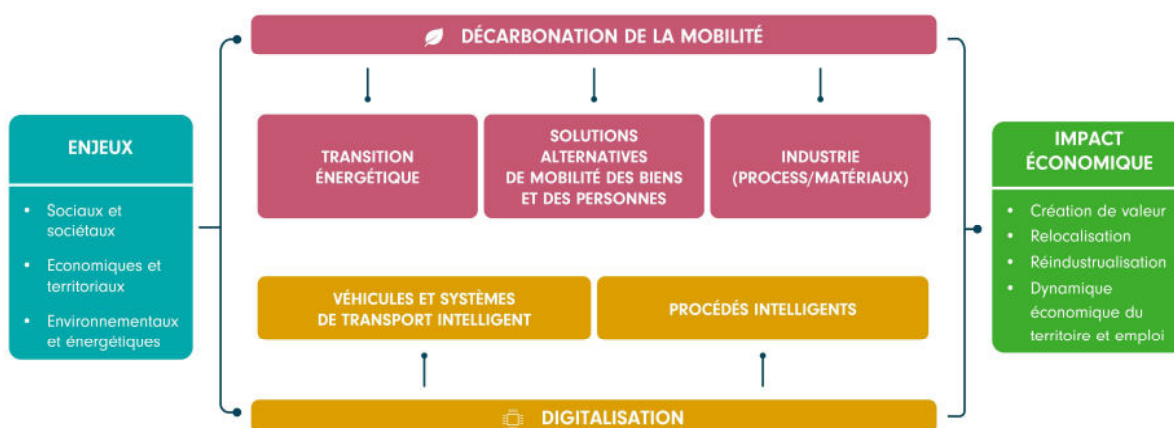 DÉCARBONATION DE LA MOBILITÉ
ENJEUX
• Sociaux et
sociétaux
• Economiques et
territoriaux
• Environnementaux
et énergétiques
TRANSITION
ÉNERGÉTIQUE
SOLUTIONS
ALTERNATIVES
DE MOBILITÉ DES BIENS
ET DES PERSONNES
INDUSTRIE
(PROCESS/MATÉRIAUX)
VÉHICULES ET SYSTÈMES
DE TRANSPORT INTELLIGENT
PROCÉDÉS INTELLIGENTS
DIGITALISATION
IMPACT
ÉCONOMIQUE
• Création de valeur
• Relocalisation
• Réindustrualisation
• Dynamique
économique du
territoire et emploi